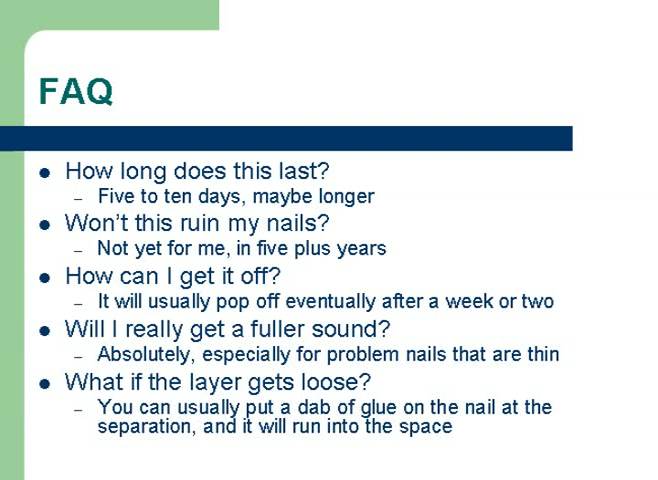 FAQ
How long does this last?
– Five to ten days, maybe longer
Won't this ruin my nails?
– Not yet for me, in five plus years
How can I get it off?
– It will usually pop off eventually after a week or two
Will I really get a fuller sound?
– Absolutely, especially for problem nails that are thin
What if the layer gets loose?
– You can usually put a dab of glue on the nail at the
separation, and it will run into the space